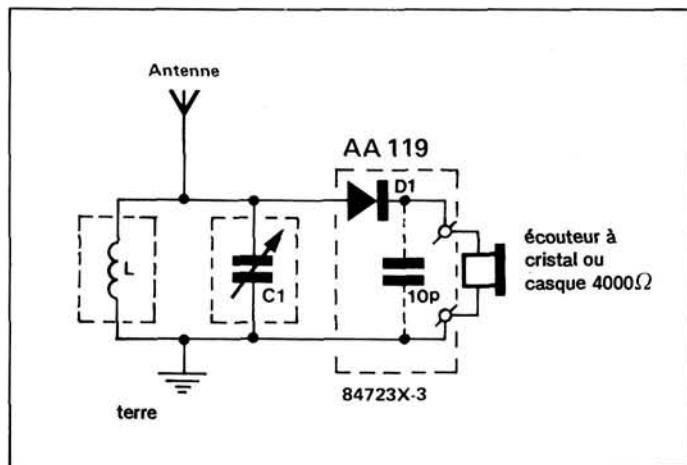 Antenne
AA 119
D1
L
C1
10p
écouteur à
cristal ou
casque 4000Ω
terre
84723X-3